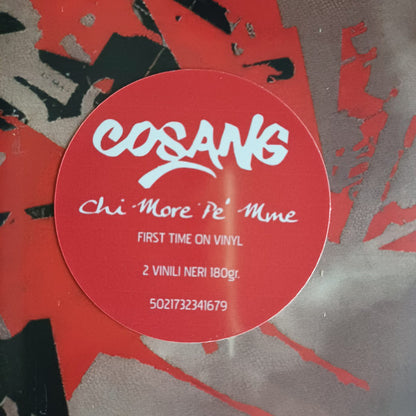 COSANG
Chi More Pe' Mme
FIRST TIME ON VINYL
2 VINILI NERI 180gr.
5021732341679